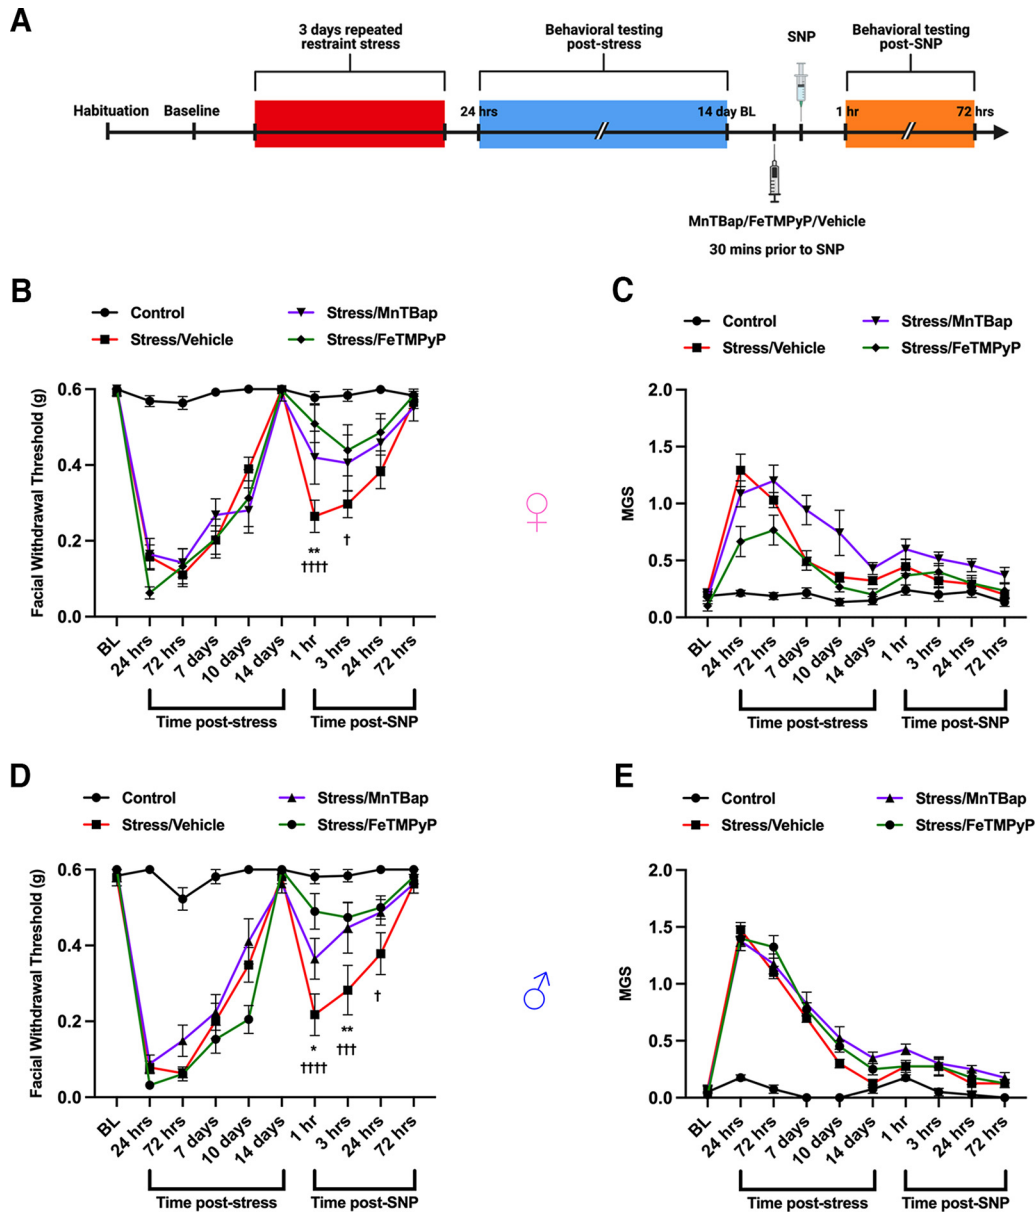 A
3 days repeated
restraint stress
Behavioral testing
post-stress
SNP
Behavioral testing
post-SNP
Habituation
Baseline
24 hrs
14 day BL
1 hr
72 hrs
MnTBap/FeTMPyP/Vehicle
30 mins prior to SNP
B
Control
Stress/MnTBap
Stress/Vehicle
Stress/FeTMPyP
Facial Withdrawal Threshold (g)
0.6
0.4
0.2
0.0
**
††††
†
BL
24 hrs
72 hrs
7 days
10 days
14 days
1 hr
3 hrs
24 hrs
72 hrs
Time post-stress
Time post-SNP
♀
C
Control
Stress/MnTBap
Stress/Vehicle
Stress/FeTMPyP
MGS
2.0
1.5
1.0
0.5
0.0
BL
24 hrs
72 hrs
7 days
10 days
14 days
1 hr
3 hrs
24 hrs
72 hrs
Time post-stress
Time post-SNP
D
Control
Stress/MnTBap
Stress/Vehicle
Stress/FeTMPyP
Facial Withdrawal Threshold (g)
0.6
0.4
0.2
0.0
*
††††
**
†††
†
BL
24 hrs
72 hrs
7 days
10 days
14 days
1 hr
3 hrs
24 hrs
72 hrs
Time post-stress
Time post-SNP
♂
E
Control
Stress/MnTBap
Stress/Vehicle
Stress/FeTMPyP
MGS
2.0
1.5
1.0
0.5
0.0
BL
24 hrs
72 hrs
7 days
10 days
14 days
1 hr
3 hrs
24 hrs
72 hrs
Time post-stress
Time post-SNP